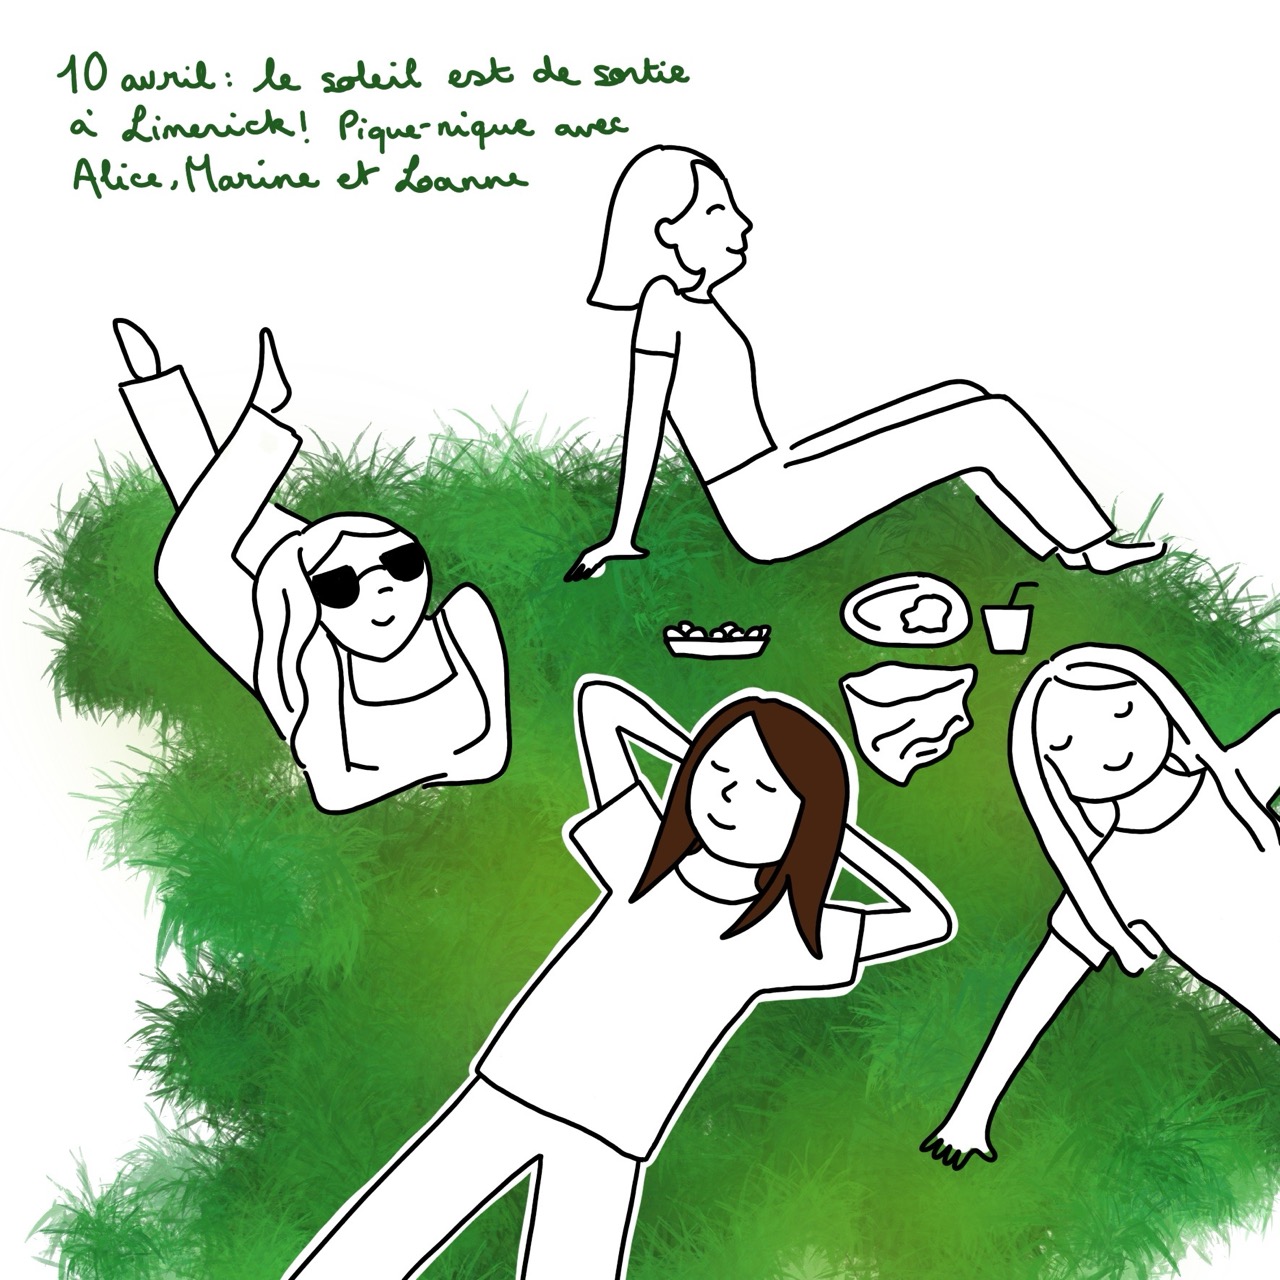 10 avril : le soleil est de sortie
à Limerick ! Pique-nique avec
Alice, Marine et Loanne